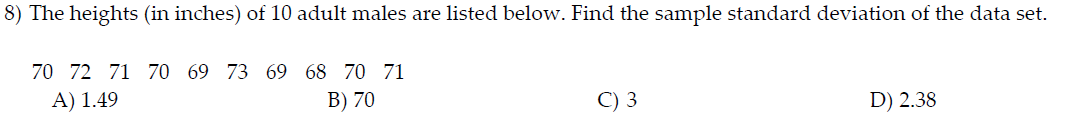 8) The heights (in inches) of 10 adult males are listed below. Find the sample standard deviation of the data set.
70 72 71 70 69 73 69 68 70 71
A) 1.49 B) 70 C) 3 D) 2.38